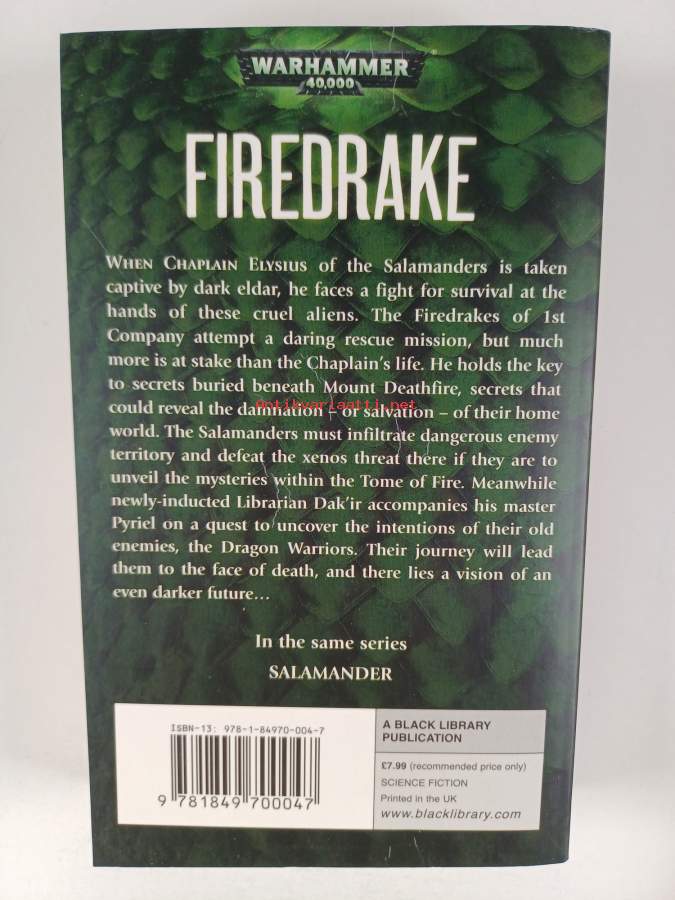 WARHAMMER
40,000
FIREDRAKE
WHEN CHAPLAIN ELYSIUS of the Salamanders is taken
captive by dark eldar, he faces a fight for survival at the
hands of these cruel aliens. The Firedrakes of 1st
Company attempt a daring rescue mission, but much
more is at stake than the Chaplain's life. He holds the key
to secrets buried beneath Mount Deathfire, secrets that
could reveal the damnation – or salvation – of their home
antikvariaatti.net
world. The Salamanders must infiltrate dangerous enemy
territory and defeat the xenos threat there if they are to
unveil the mysteries within the Tome of Fire. Meanwhile
newly-inducted Librarian Dak'ir accompanies his master
Pyriel on a quest to uncover the intentions of their old
enemies, the Dragon Warriors. Their journey will lead
them to the face of death, and there lies a vision of an
even darker future…
In the same series
SALAMANDER
ISBN-13: 978-1-84970-004-7
9 781849 700047
A BLACK LIBRARY
PUBLICATION
£7.99 (recommended price only)
SCIENCE FICTION
Printed in the UK
www.blacklibrary.com